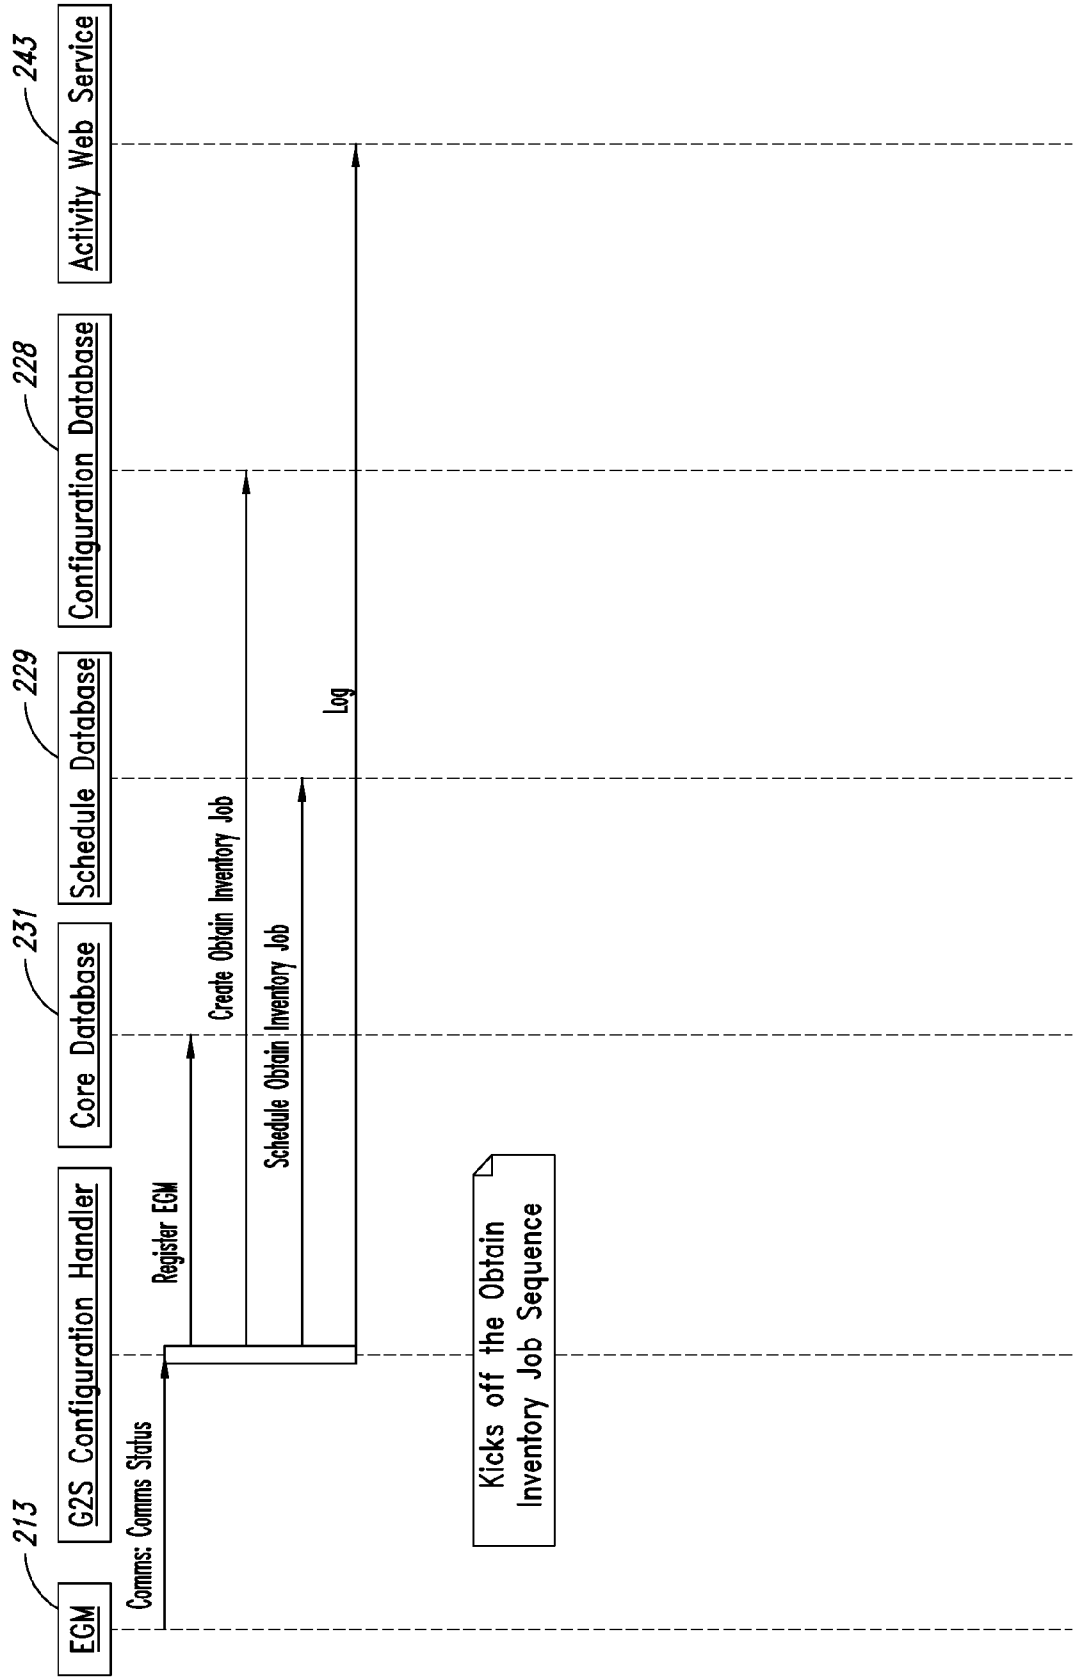 213
231
229
228
243
EGM
G2S Configuration Handler
Core Database
Schedule Database
Configuration Database
Activity Web Service
Comms: Comms Status
Register EGM
Create Obtain Inventory Job
Schedule Obtain Inventory Job
Log
Kicks off the Obtain
Inventory Job Sequence